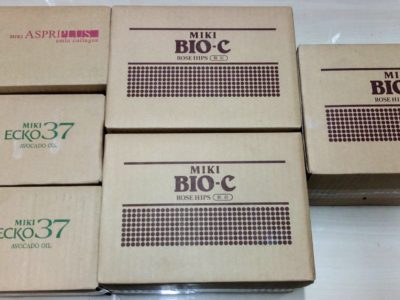 MIKI ASPRIPLUS
MIKI
ECKO37
AVOCADO OIL
MIKI
ECKO37
AVOCADO OIL
MIKI
BIO-C
ROSE HIPS
MIKI
BIO-C
ROSE HIPS
MIKI
BIO-C
ROSE HIPS